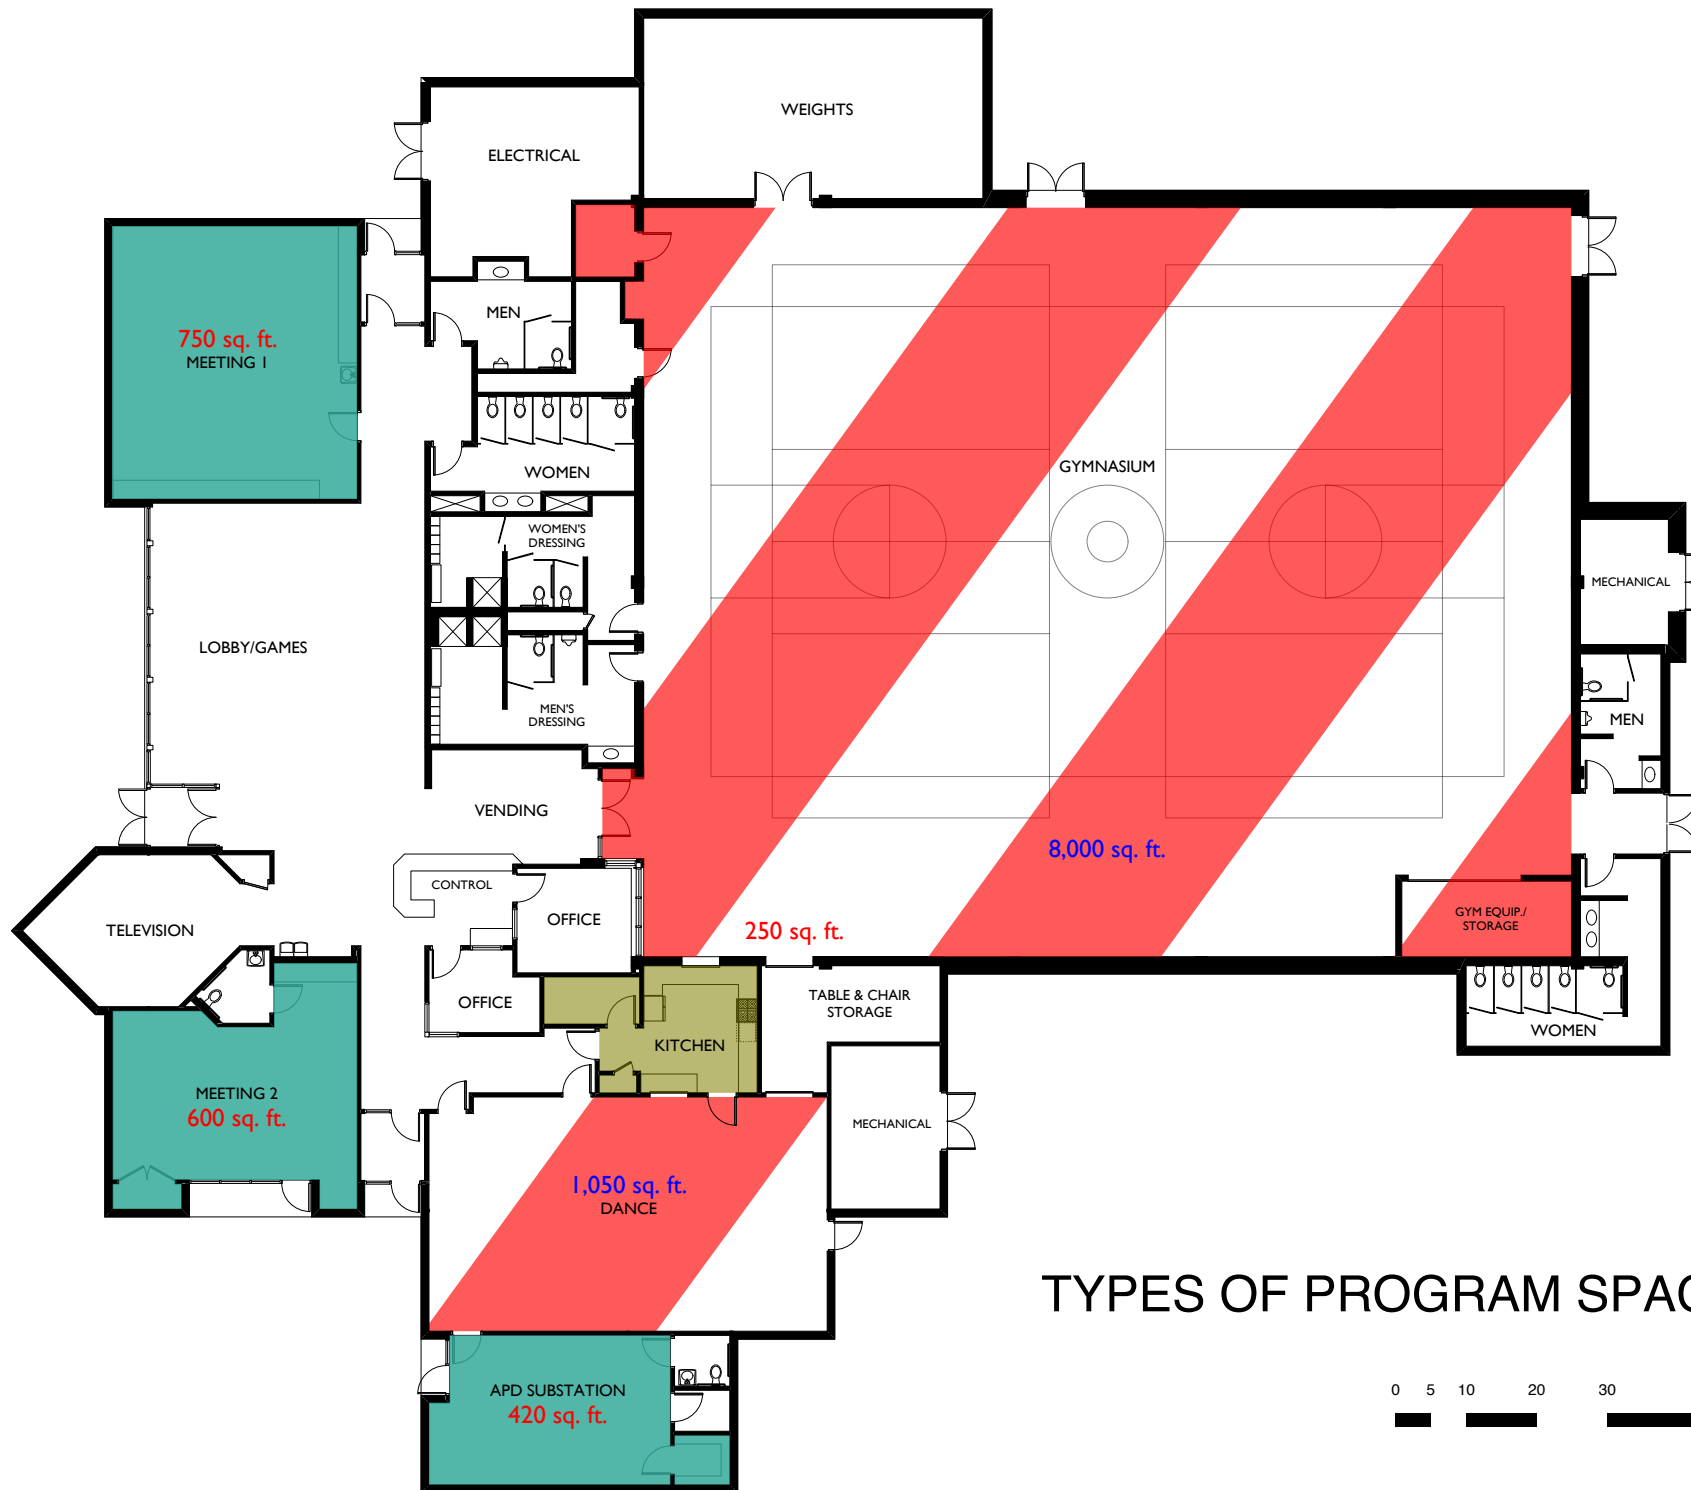 WEIGHTS
ELECTRICAL
MEN
750 sq. ft.
MEETING 1
GYMNASIUM
WOMEN
WOMEN'S
DRESSING
MECHANICAL
LOBBY/GAMES
MEN'S
DRESSING
MEN
VENDING
8,000 sq. ft.
CONTROL
OFFICE
GYM EQUIP./
STORAGE
TELEVISION
250 sq. ft.
OFFICE
TABLE & CHAIR
STORAGE
WOMEN
KITCHEN
MEETING 2
600 sq. ft.
MECHANICAL
1,050 sq. ft.
DANCE
TYPES OF PROGRAM SPAC
APD SUBSTATION
420 sq. ft.
0 5 10 20 30